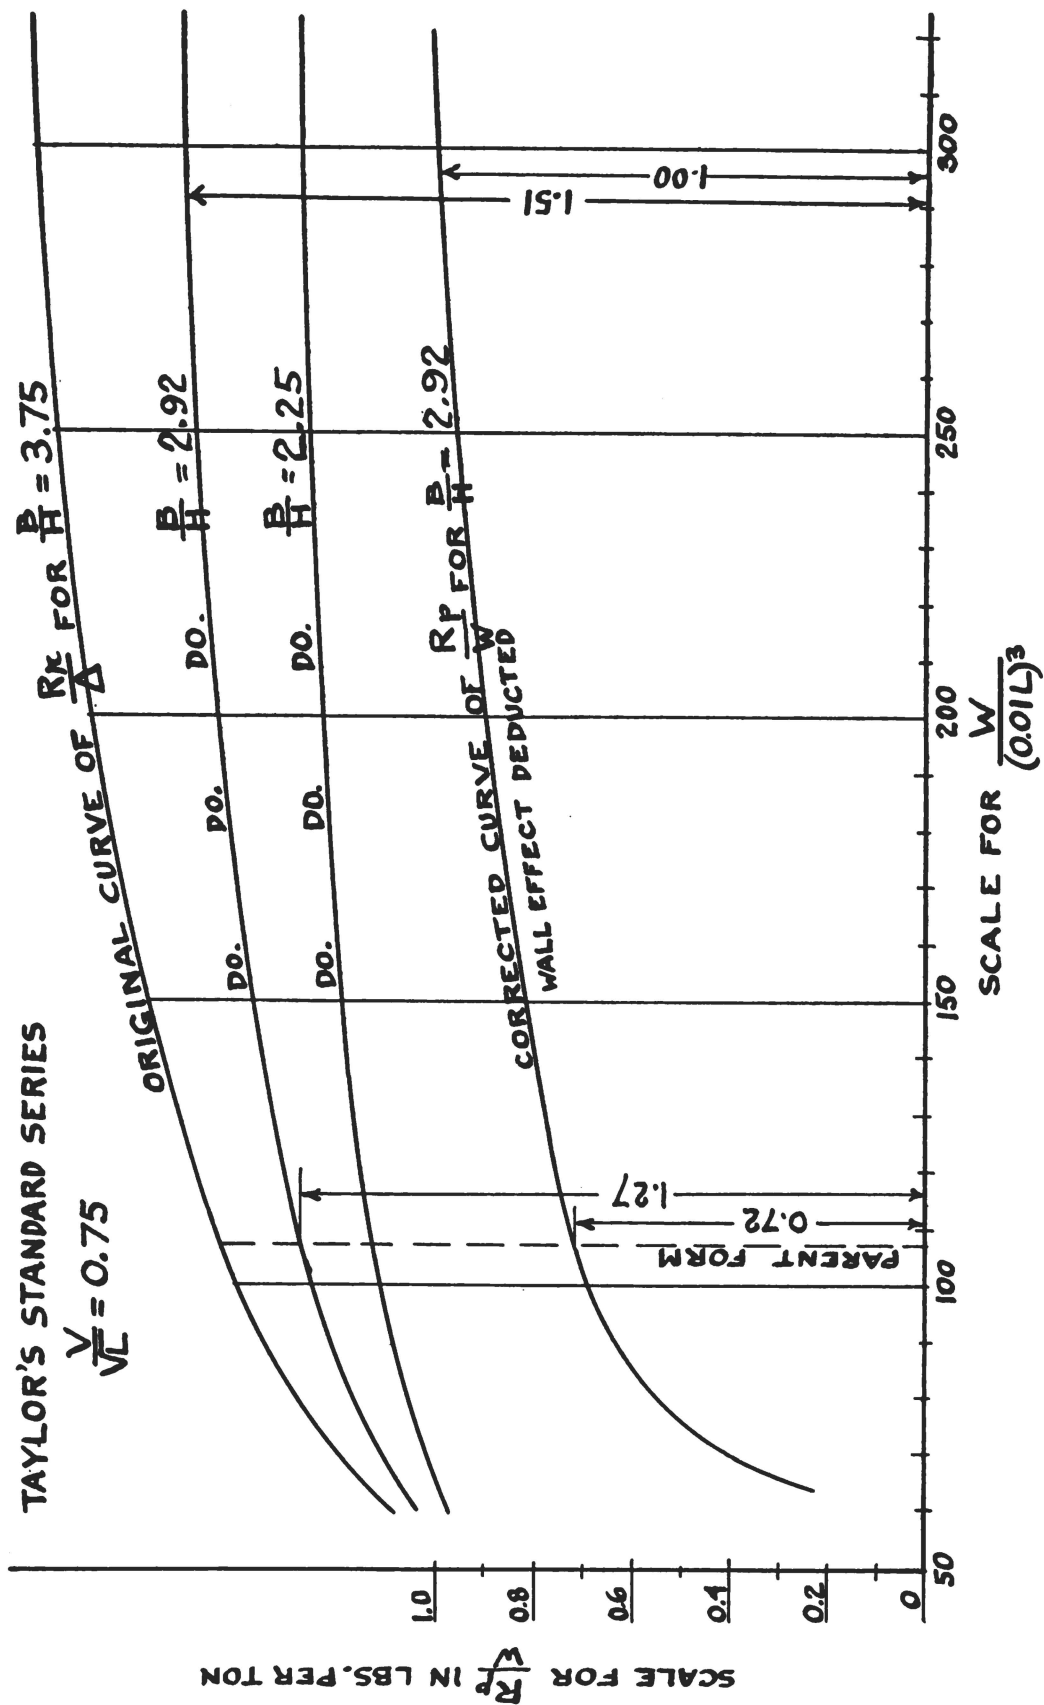 TAYLOR'S STANDARD SERIES
V/√L = 0.75
ORIGINAL CURVE OF Rr/Δ FOR B/H = 3.75
DO. DO. DO. B/H = 2.92
DO. DO. DO. B/H = 2.25
CORRECTED CURVE OF Rp/W FOR B/H = 2.92
WALL EFFECT DEDUCTED
PARENT FORM
0.72
1.27
1.51
1.00
SCALE FOR Rp/W IN LBS. PER TON
1.0
0.8
0.6
0.4
0.2
0
50
100
150
200
250
300
SCALE FOR W/(0.01L)³